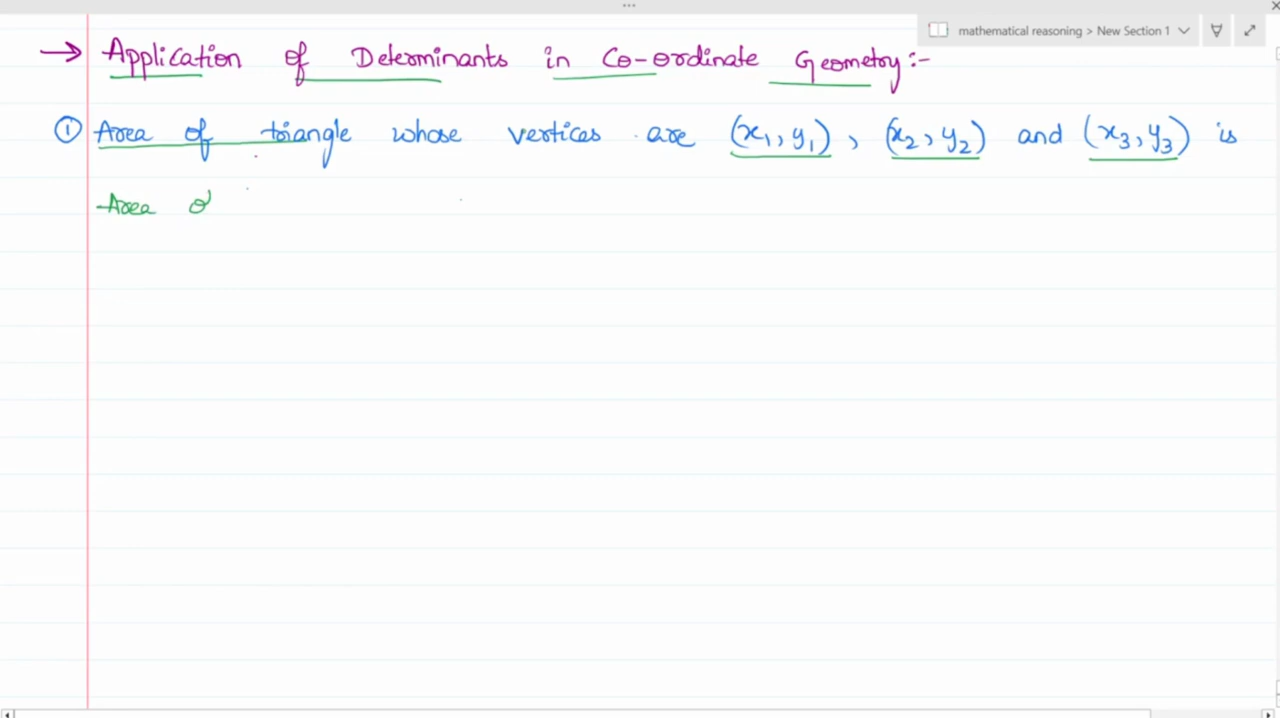 mathematical reasoning > New Section 1
→ Application of Determinants in Co-ordinate Geometry:-
① Area of triangle whose vertices are (x₁, y₁), (x₂, y₂) and (x₃, y₃) is
Area